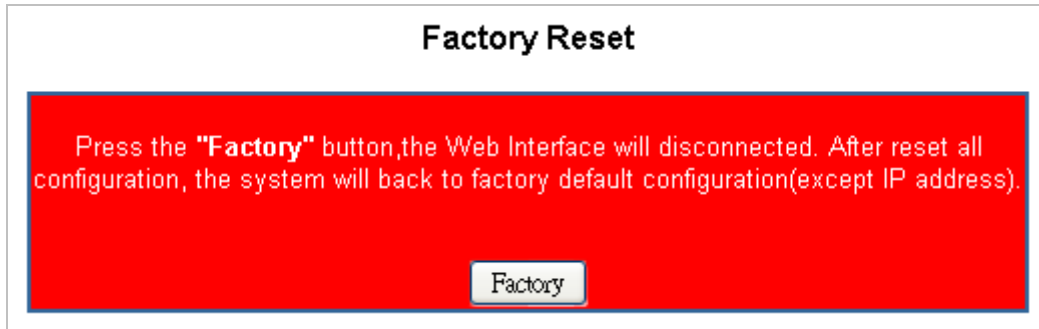 Factory Reset
Press the "Factory" button,the Web Interface will disconnected. After reset all
configuration, the system will back to factory default configuration(except IP address).
Factory